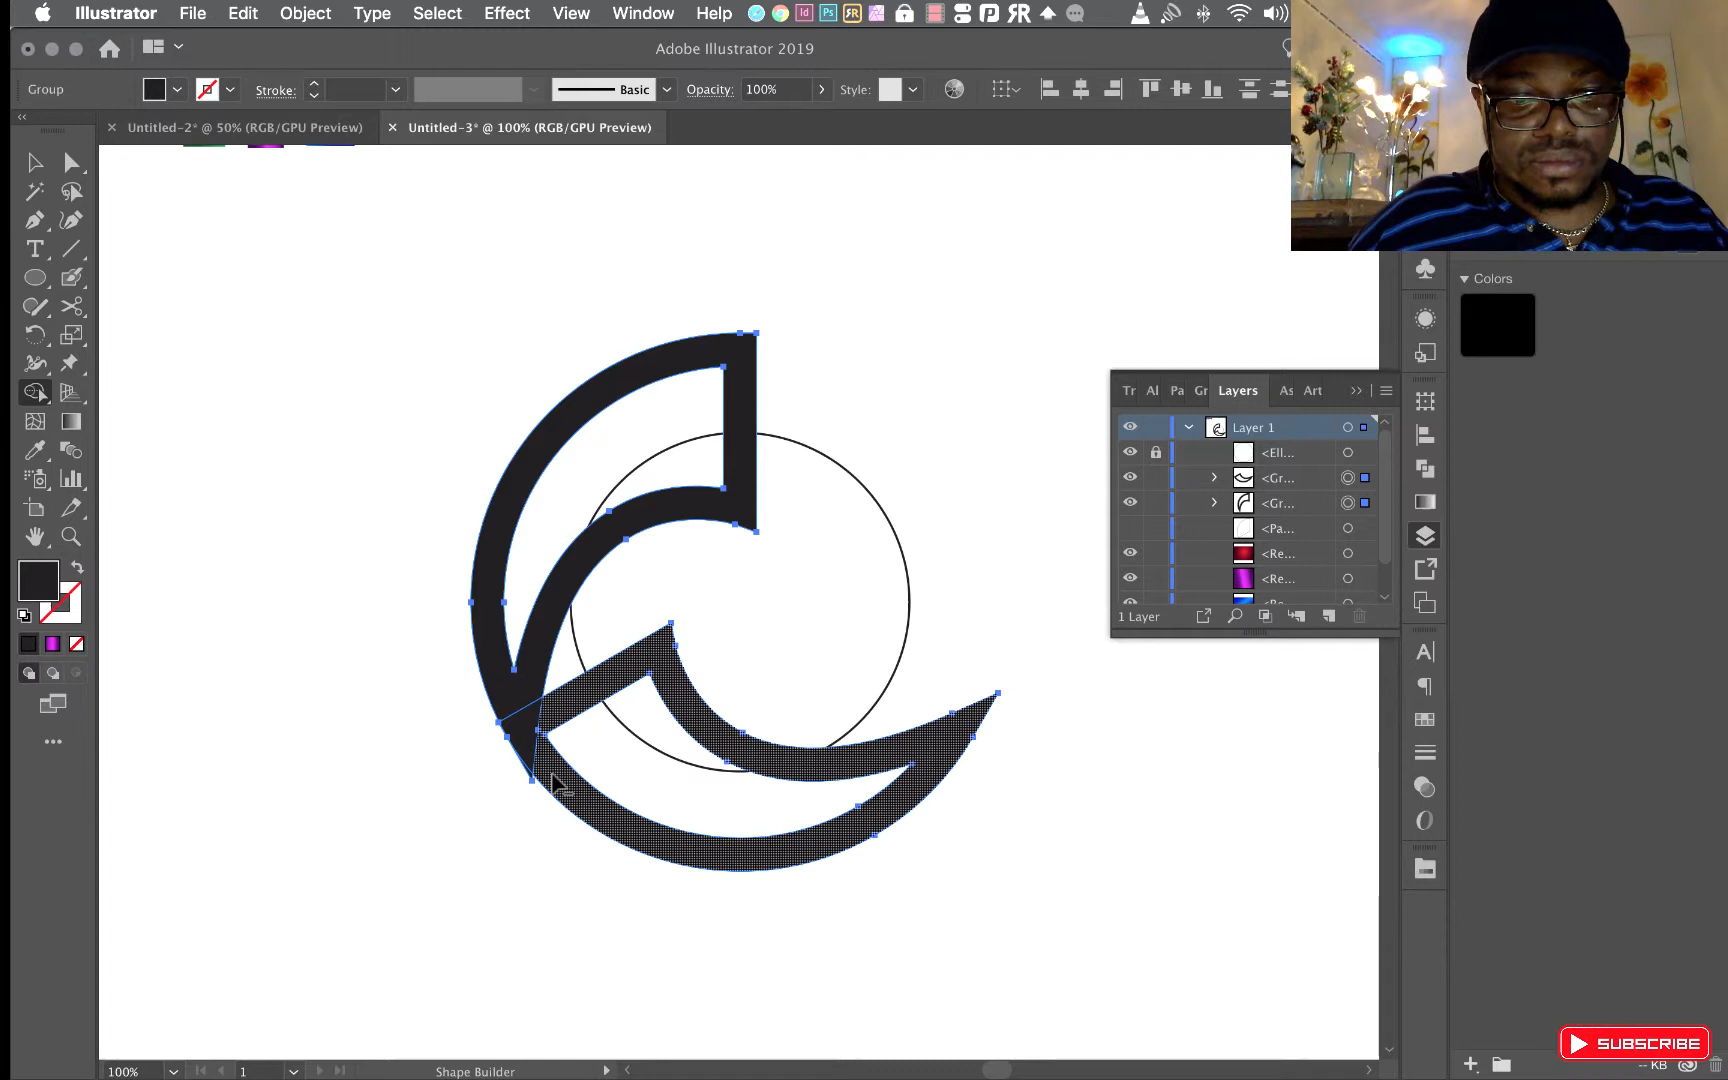 Illustrator File Edit Object Type Select Effect View Window Help
Adobe Illustrator 2019
Group Stroke: Basic Opacity: 100% Style:
Untitled-2* @ 50% (RGB/GPU Preview) Untitled-3* @ 100% (RGB/GPU Preview)
Colors
Tr Al Pa Gr Layers As Art
Layer 1
<Ell...
<Gr...
<Gr...
<Pa...
<Re...
<Re...
1 Layer
100% 1 Shape Builder
-- KB
SUBSCRIBE